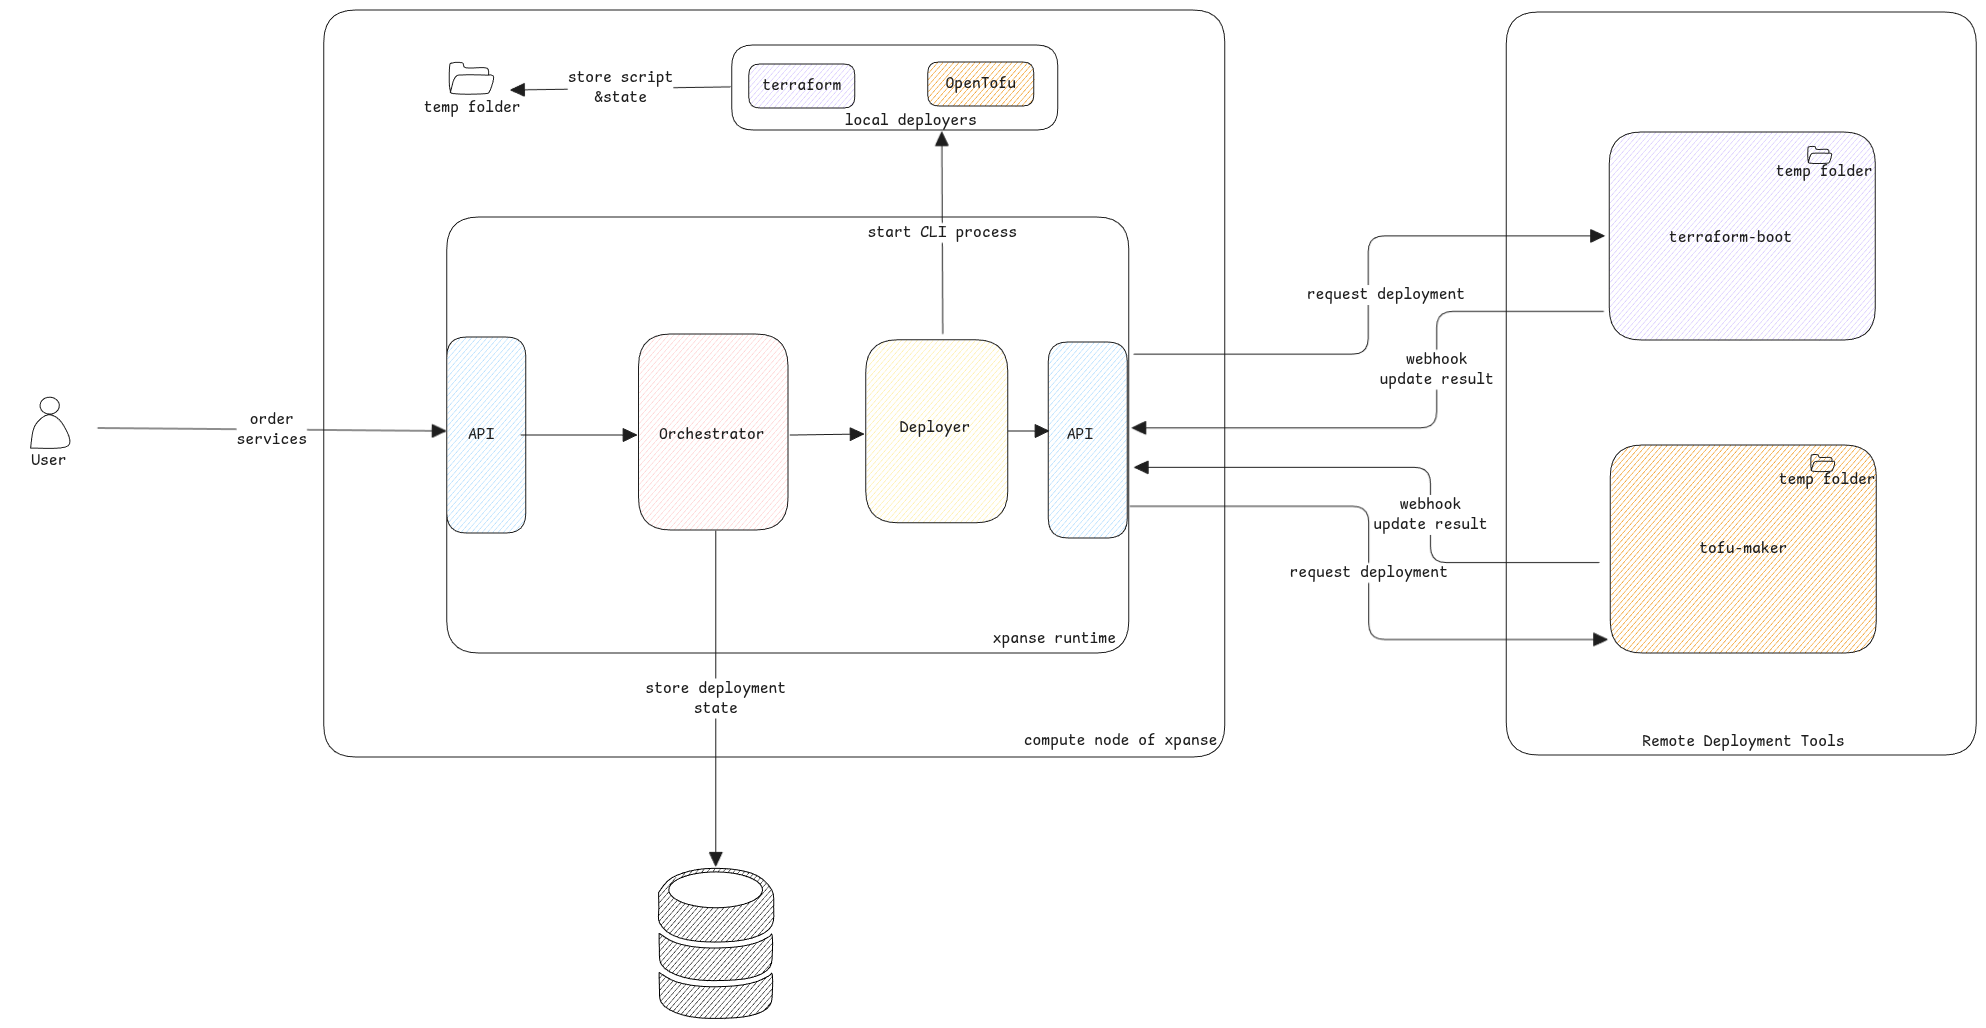 store script
&state
temp folder
terraform
OpenTofu
local deployers
start CLI process
User
order
services
API
Orchestrator
Deployer
API
xpanse runtime
store deployment
state
compute node of xpanse
request deployment
webhook
update result
webhook
update result
request deployment
temp folder
terraform-boot
temp folder
tofu-maker
Remote Deployment Tools